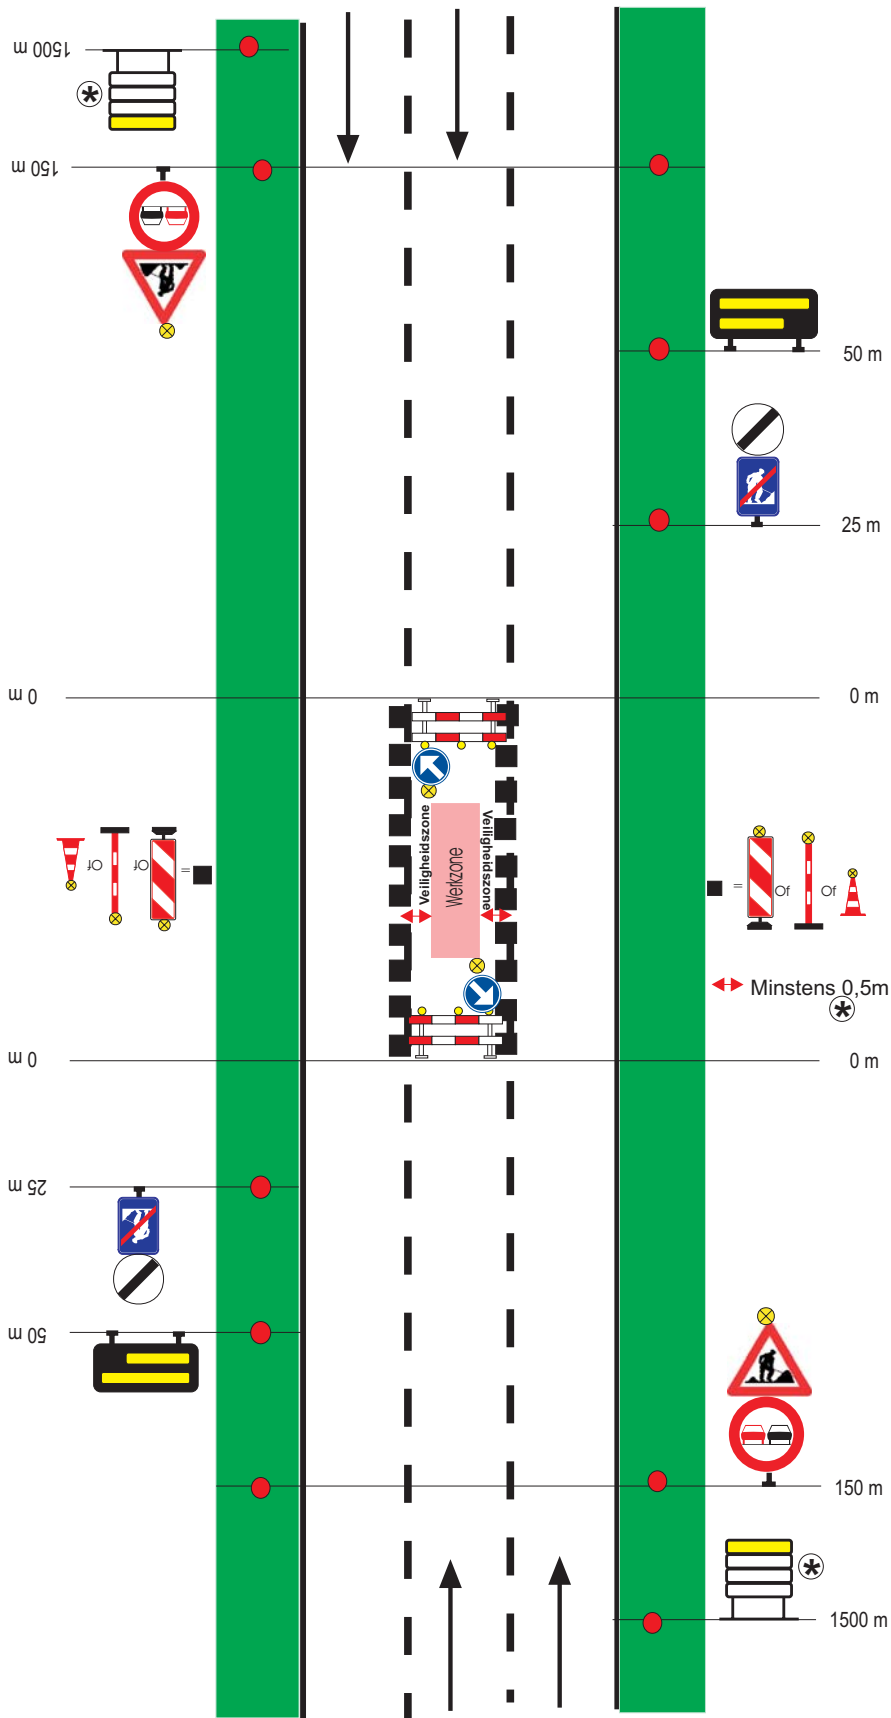 1500 m
150 m
50 m
25 m
0 m
0 m
Veiligheidszone
Werkzone
Veiligheidszone
Of
Of
=
=
Of
Of
Minstens 0,5m
0 m
0 m
25 m
50 m
150 m
1500 m